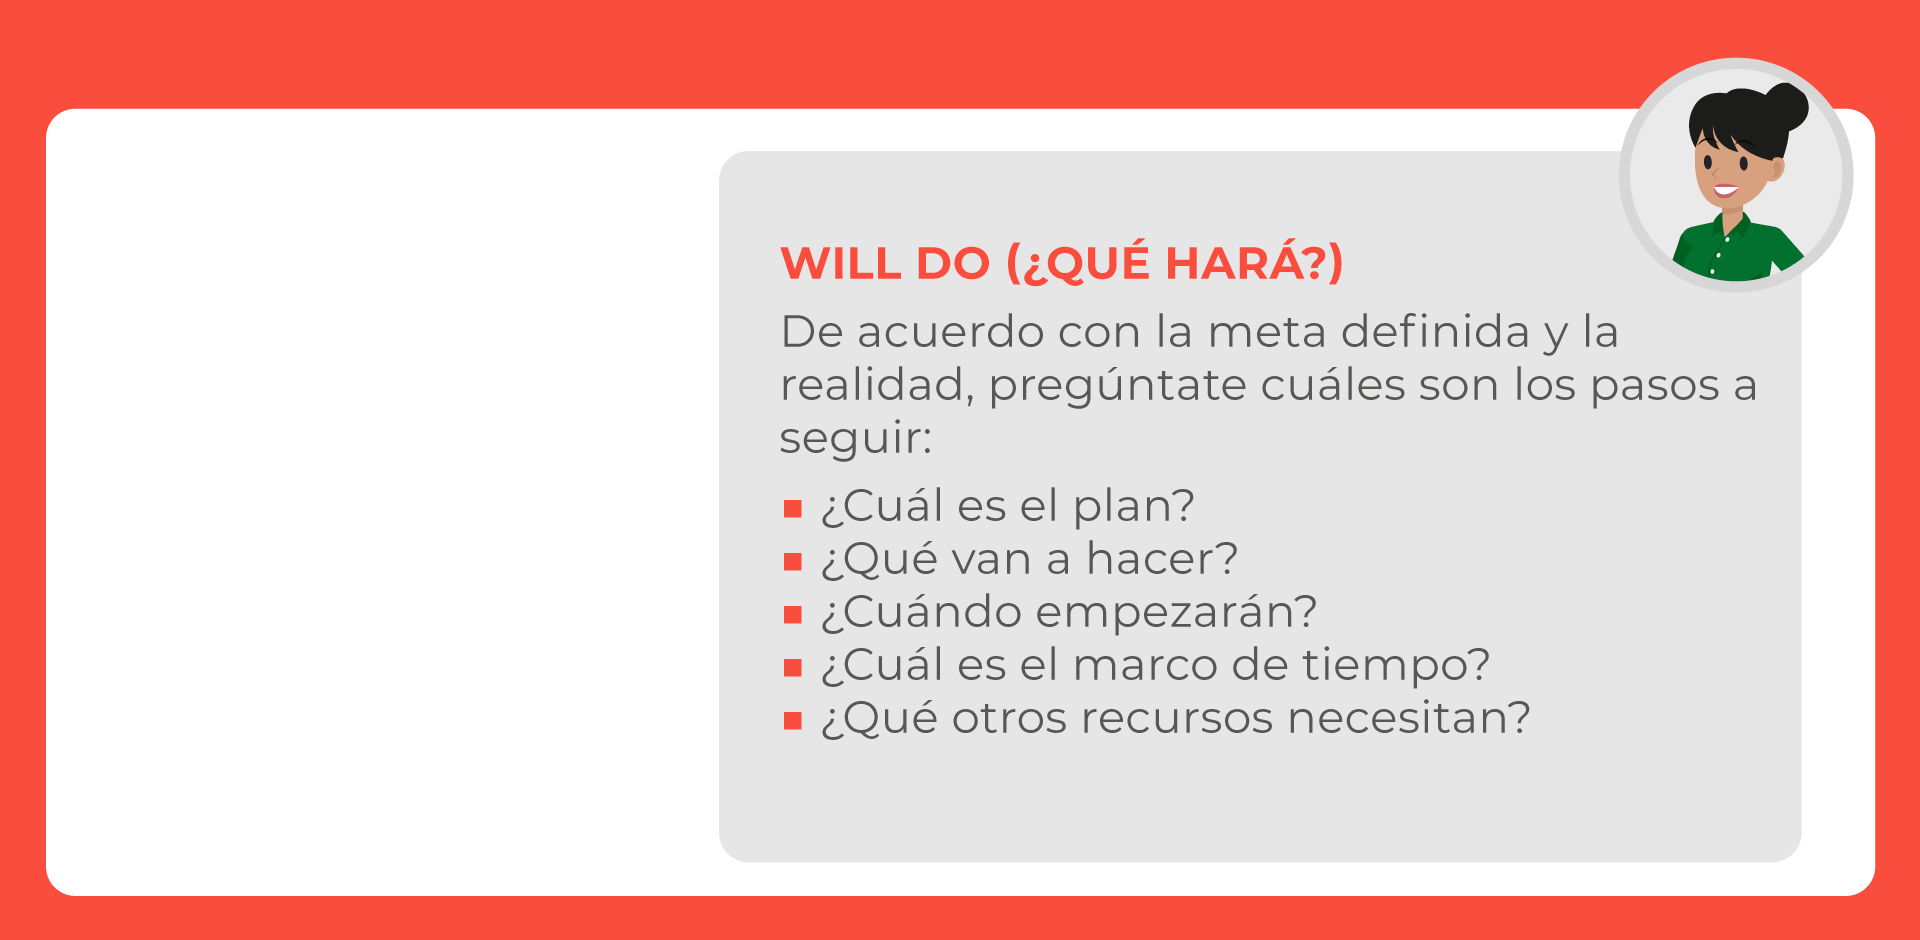 WILL DO (¿QUÉ HARÁ?)
De acuerdo con la meta definida y la
realidad, pregúntate cuáles son los pasos a
seguir:
¿Cuál es el plan?
¿Qué van a hacer?
¿Cuándo empezarán?
¿Cuál es el marco de tiempo?
¿Qué otros recursos necesitan?